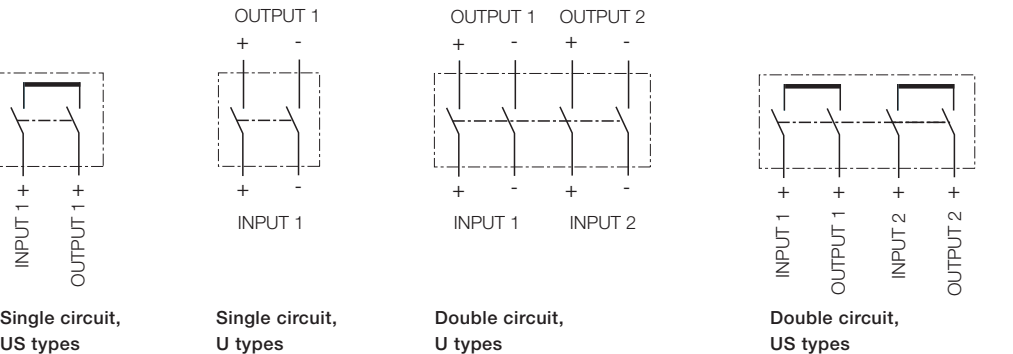 INPUT 1 +
OUTPUT 1 +
Single circuit,
US types
OUTPUT 1
+ -
+ -
INPUT 1
Single circuit,
U types
OUTPUT 1 OUTPUT 2
+ - + -
+ - + -
INPUT 1 INPUT 2
Double circuit,
U types
INPUT 1 +
OUTPUT 1 +
INPUT 2 +
OUTPUT 2 +
Double circuit,
US types